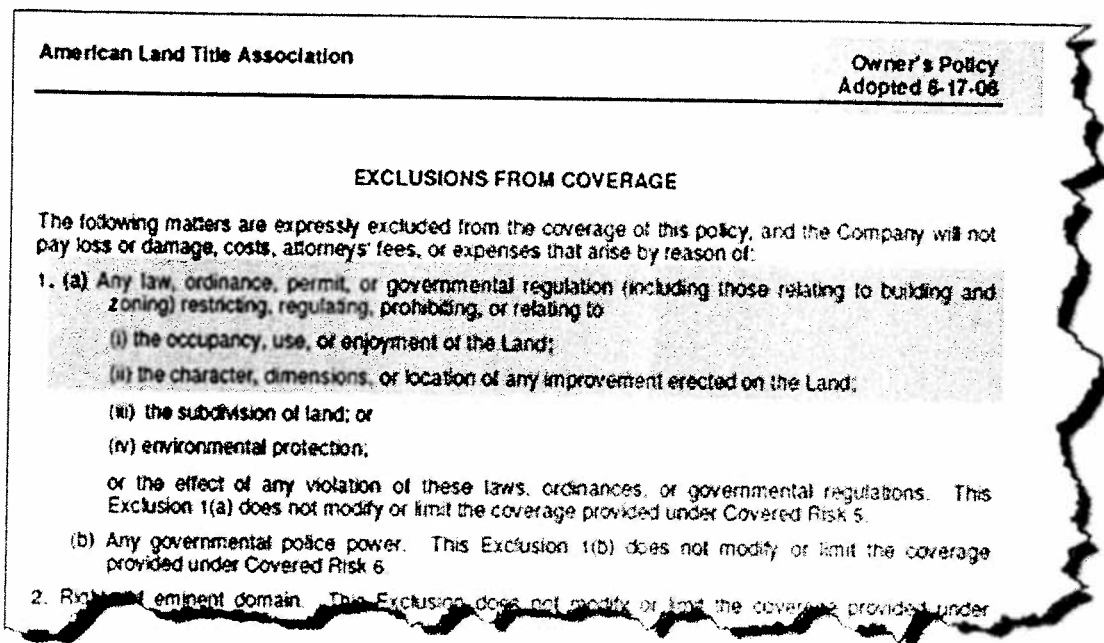 American Land Title Association
Owner's Policy
Adopted 6-17-06
EXCLUSIONS FROM COVERAGE
The following matters are expressly excluded from the coverage of this policy, and the Company will not
pay loss or damage, costs, attorneys' fees, or expenses that arise by reason of:
1. (a) Any law, ordinance, permit, or governmental regulation (including those relating to building and
zoning) restricting, regulating, prohibiting, or relating to
(i) the occupancy, use, or enjoyment of the Land;
(ii) the character, dimensions, or location of any improvement erected on the Land;
(iii) the subdivision of land; or
(iv) environmental protection;
or the effect of any violation of these laws, ordinances, or governmental regulations. This
Exclusion 1(a) does not modify or limit the coverage provided under Covered Risk 5.
(b) Any governmental police power. This Exclusion 1(b) does not modify or limit the coverage
provided under Covered Risk 6.
2. eminent domain. This Exclusion does not modify or limit the coverage provided under